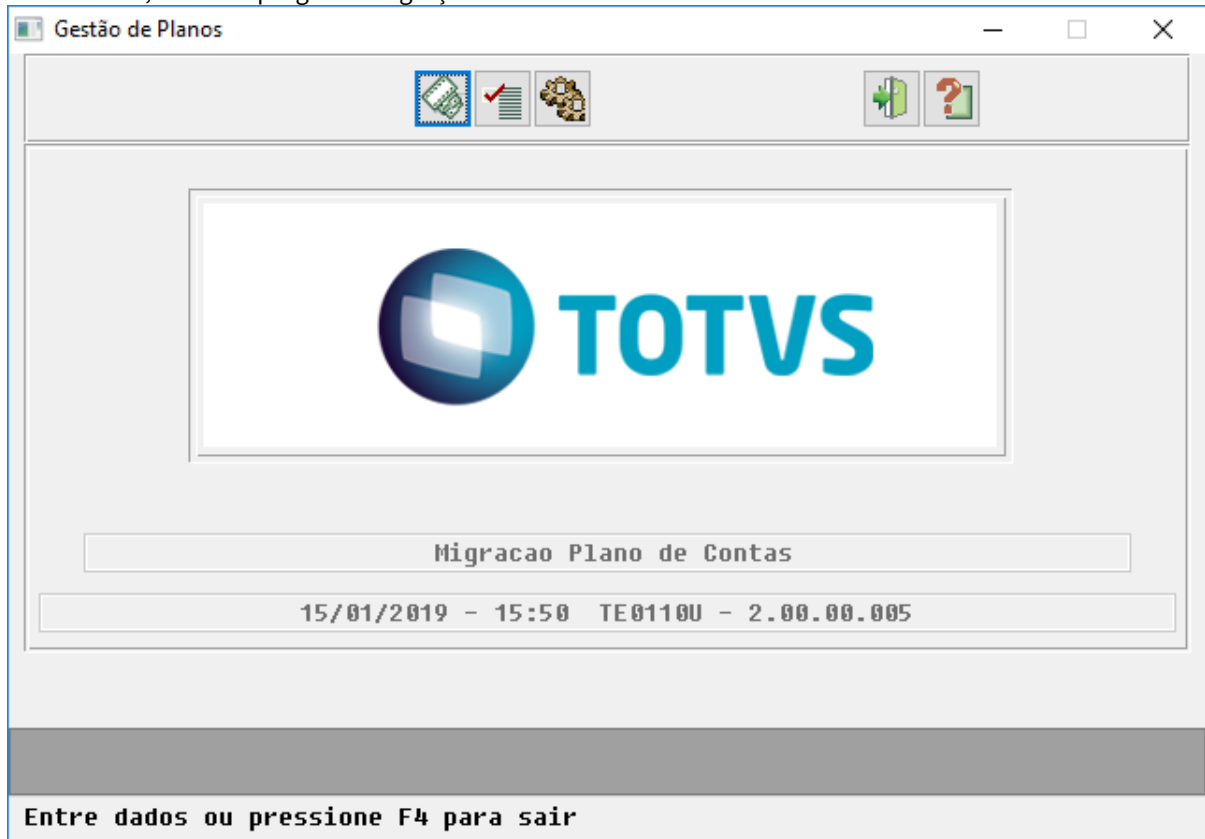 Gestão de Planos
TOTVS
Migracao Plano de Contas
15/01/2019 - 15:50 TE0110U - 2.00.00.005
Entre dados ou pressione F4 para sair